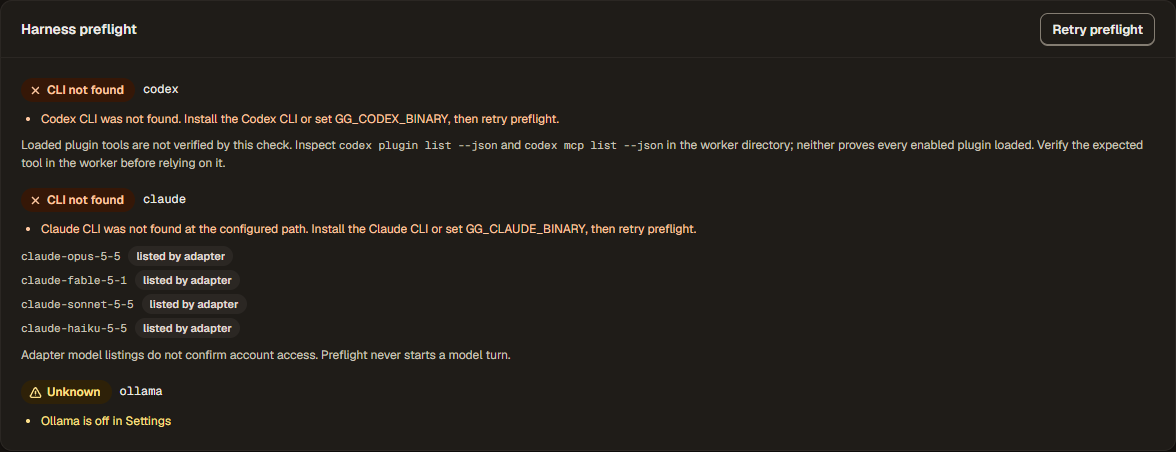 Harness preflight
Retry preflight
CLI not found codex
Codex CLI was not found. Install the Codex CLI or set GG_CODEX_BINARY, then retry preflight.
Loaded plugin tools are not verified by this check. Inspect codex plugin list --json and codex mcp list --json in the worker directory; neither proves every enabled plugin loaded. Verify the expected
tool in the worker before relying on it.
CLI not found claude
Claude CLI was not found at the configured path. Install the Claude CLI or set GG_CLAUDE_BINARY, then retry preflight.
claude-opus-5-5 listed by adapter
claude-fable-5-1 listed by adapter
claude-sonnet-5-5 listed by adapter
claude-haiku-5-5 listed by adapter
Adapter model listings do not confirm account access. Preflight never starts a model turn.
Unknown ollama
Ollama is off in Settings